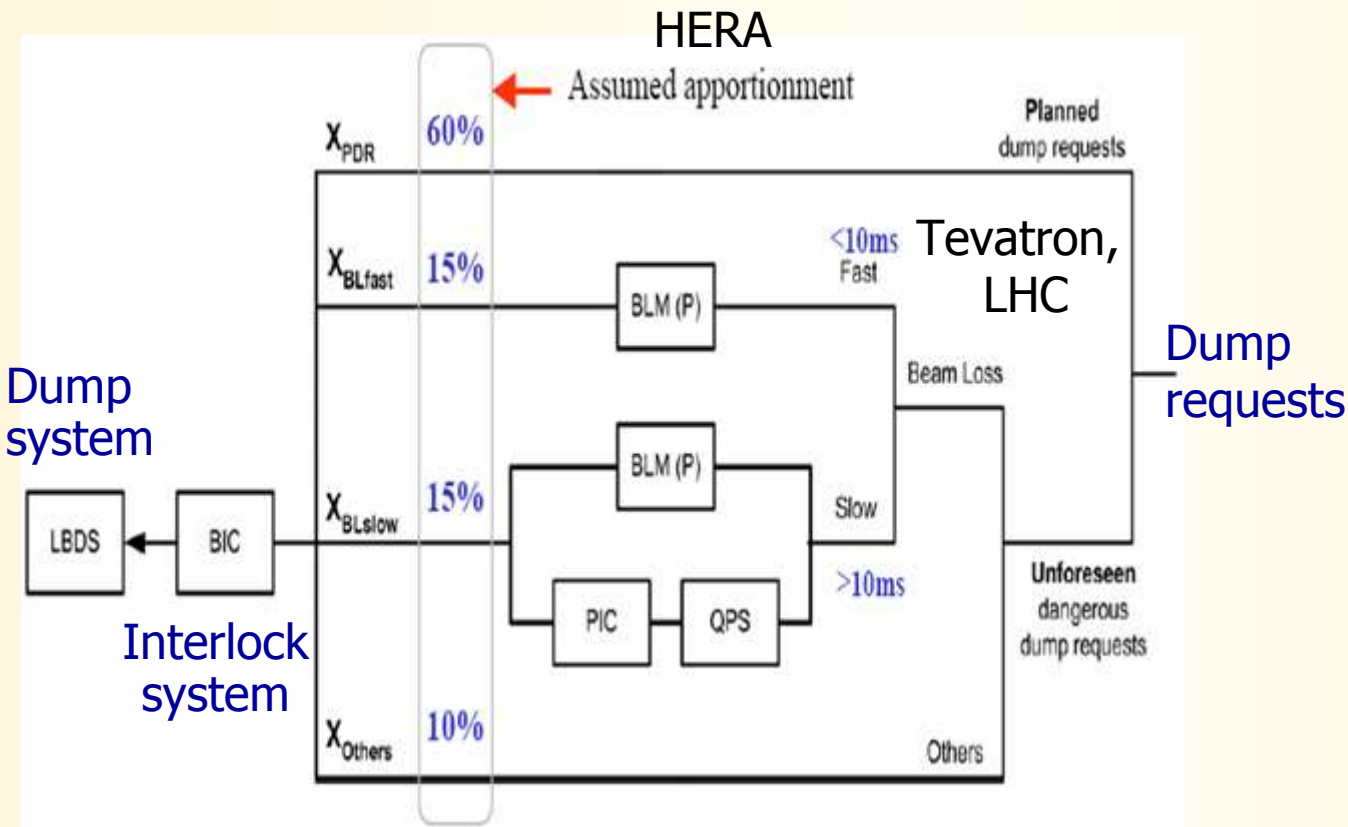 HERA
Assumed apportionment
Planned
dump requests
X_PDR 60%
X_BLfast 15%
BLM (P)
<10ms
Fast
Tevatron,
LHC
Beam Loss
Dump
requests
Dump
system
X_BLslow 15%
BLM (P)
Slow
>10ms
LBDS
BIC
PIC
QPS
Unforeseen
dangerous
dump requests
Interlock
system
X_Others 10%
Others